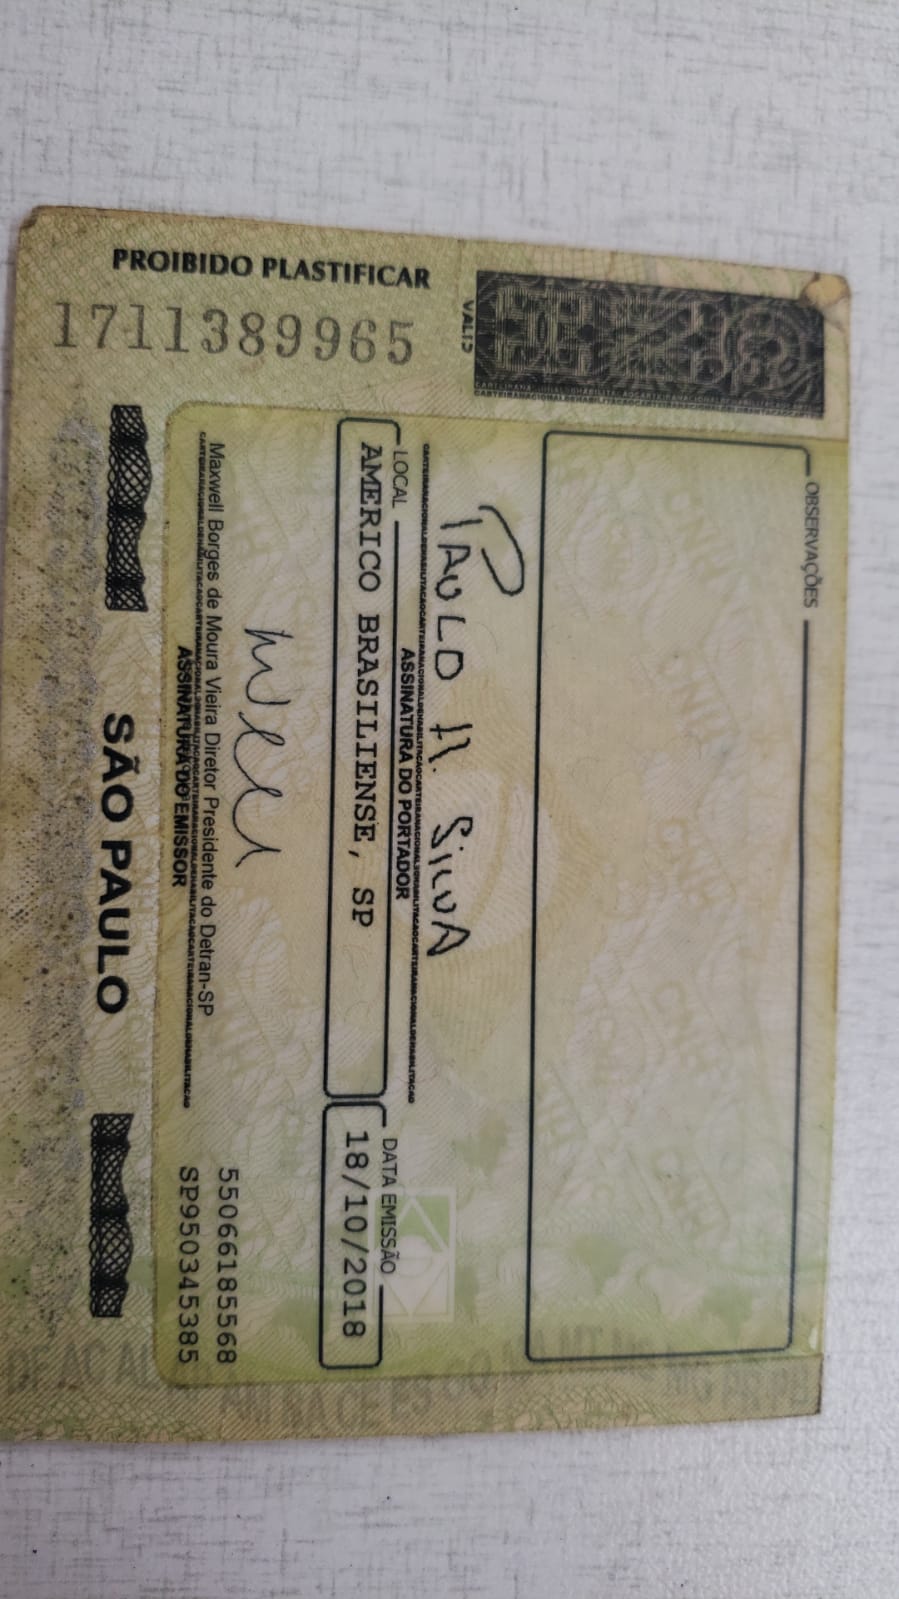 OBSERVAÇÕES
VALID
PROIBIDO PLASTIFICAR
1711389965
PAULO H. SILVA
ASSINATURA DO PORTADOR
LOCAL
AMERICO BRASILIENSE, SP
DATA EMISSÃO
18/10/2018
Maxwell Borges de Moura Vieira Diretor Presidente do Detran-SP
ASSINATURA DO EMISSOR
55066185568
SP950345385
SÃO PAULO